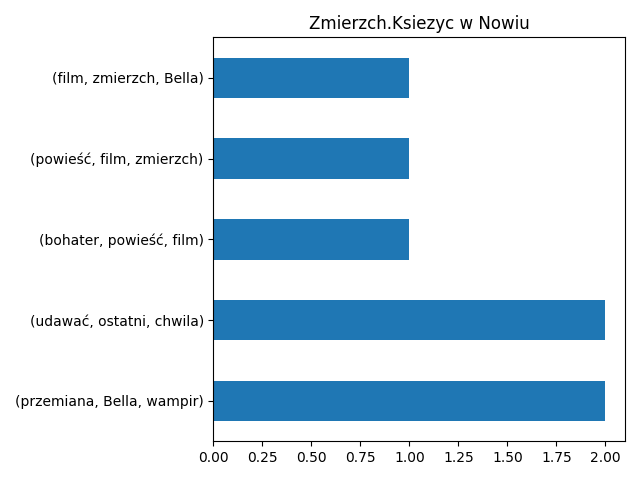 Zmierzch.Ksiezyc w Nowiu
(film, zmierzch, Bella)
(powieść, film, zmierzch)
(bohater, powieść, film)
(udawać, ostatni, chwila)
(przemiana, Bella, wampir)
0.00 0.25 0.50 0.75 1.00 1.25 1.50 1.75 2.00